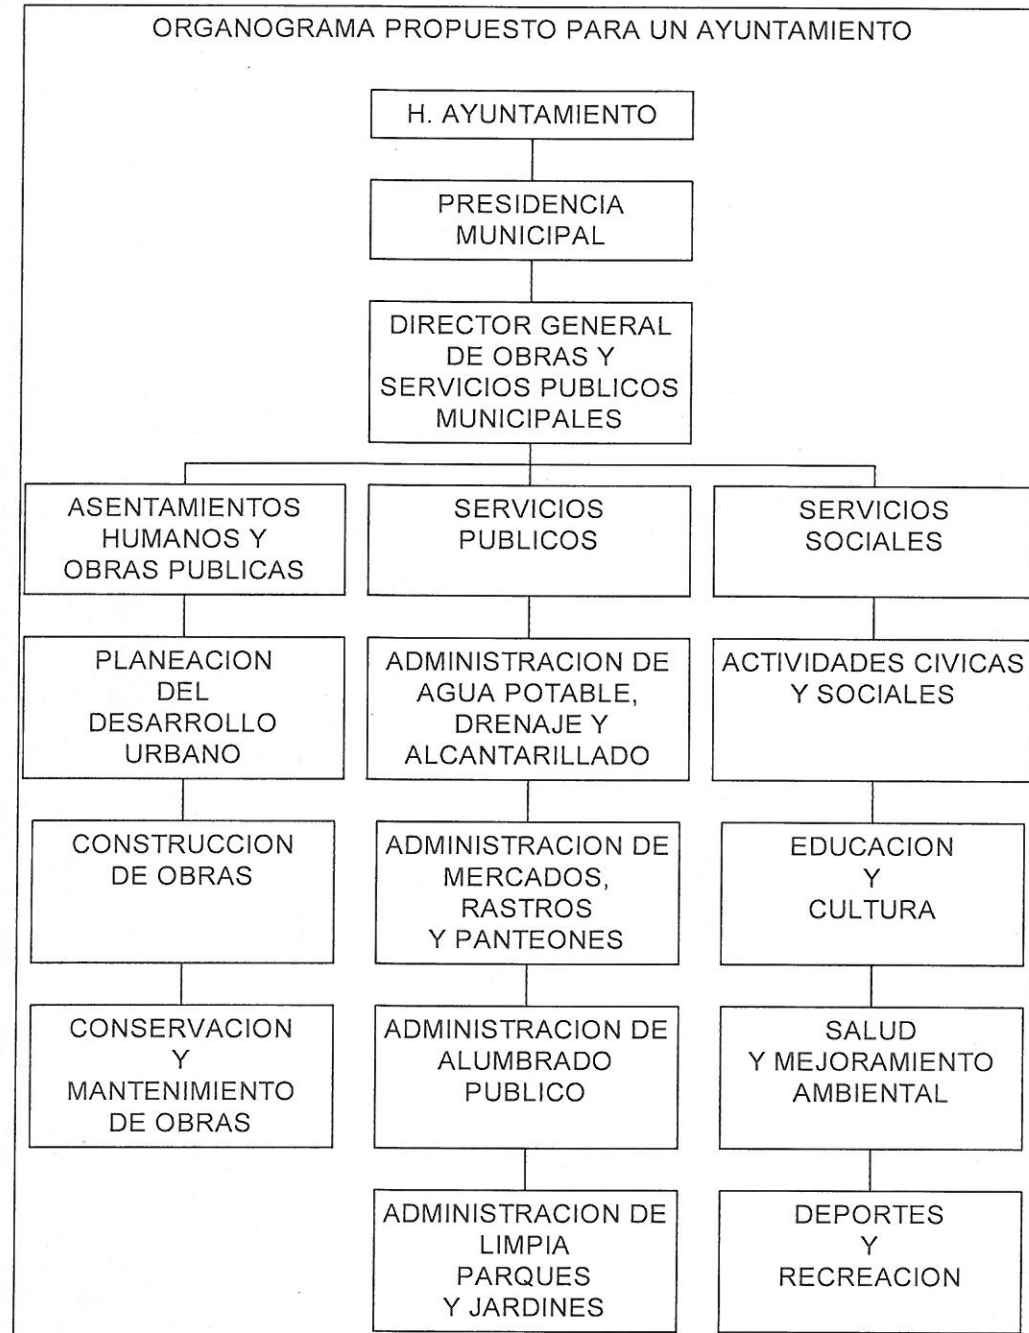 ORGANOGRAMA PROPUESTO PARA UN AYUNTAMIENTO
H. AYUNTAMIENTO
PRESIDENCIA
MUNICIPAL
DIRECTOR GENERAL
DE OBRAS Y
SERVICIOS PUBLICOS
MUNICIPALES
ASENTAMIENTOS
HUMANOS Y
OBRAS PUBLICAS
SERVICIOS
PUBLICOS
SERVICIOS
SOCIALES
PLANEACION
DEL
DESARROLLO
URBANO
ADMINISTRACION DE
AGUA POTABLE,
DRENAJE Y
ALCANTARILLADO
ACTIVIDADES CIVICAS
Y SOCIALES
CONSTRUCCION
DE OBRAS
ADMINISTRACION DE
MERCADOS,
RASTROS
Y PANTEONES
EDUCACION
Y
CULTURA
CONSERVACION
Y
MANTENIMIENTO
DE OBRAS
ADMINISTRACION DE
ALUMBRADO
PUBLICO
SALUD
Y MEJORAMIENTO
AMBIENTAL
ADMINISTRACION DE
LIMPIA
PARQUES
Y JARDINES
DEPORTES
Y
RECREACION